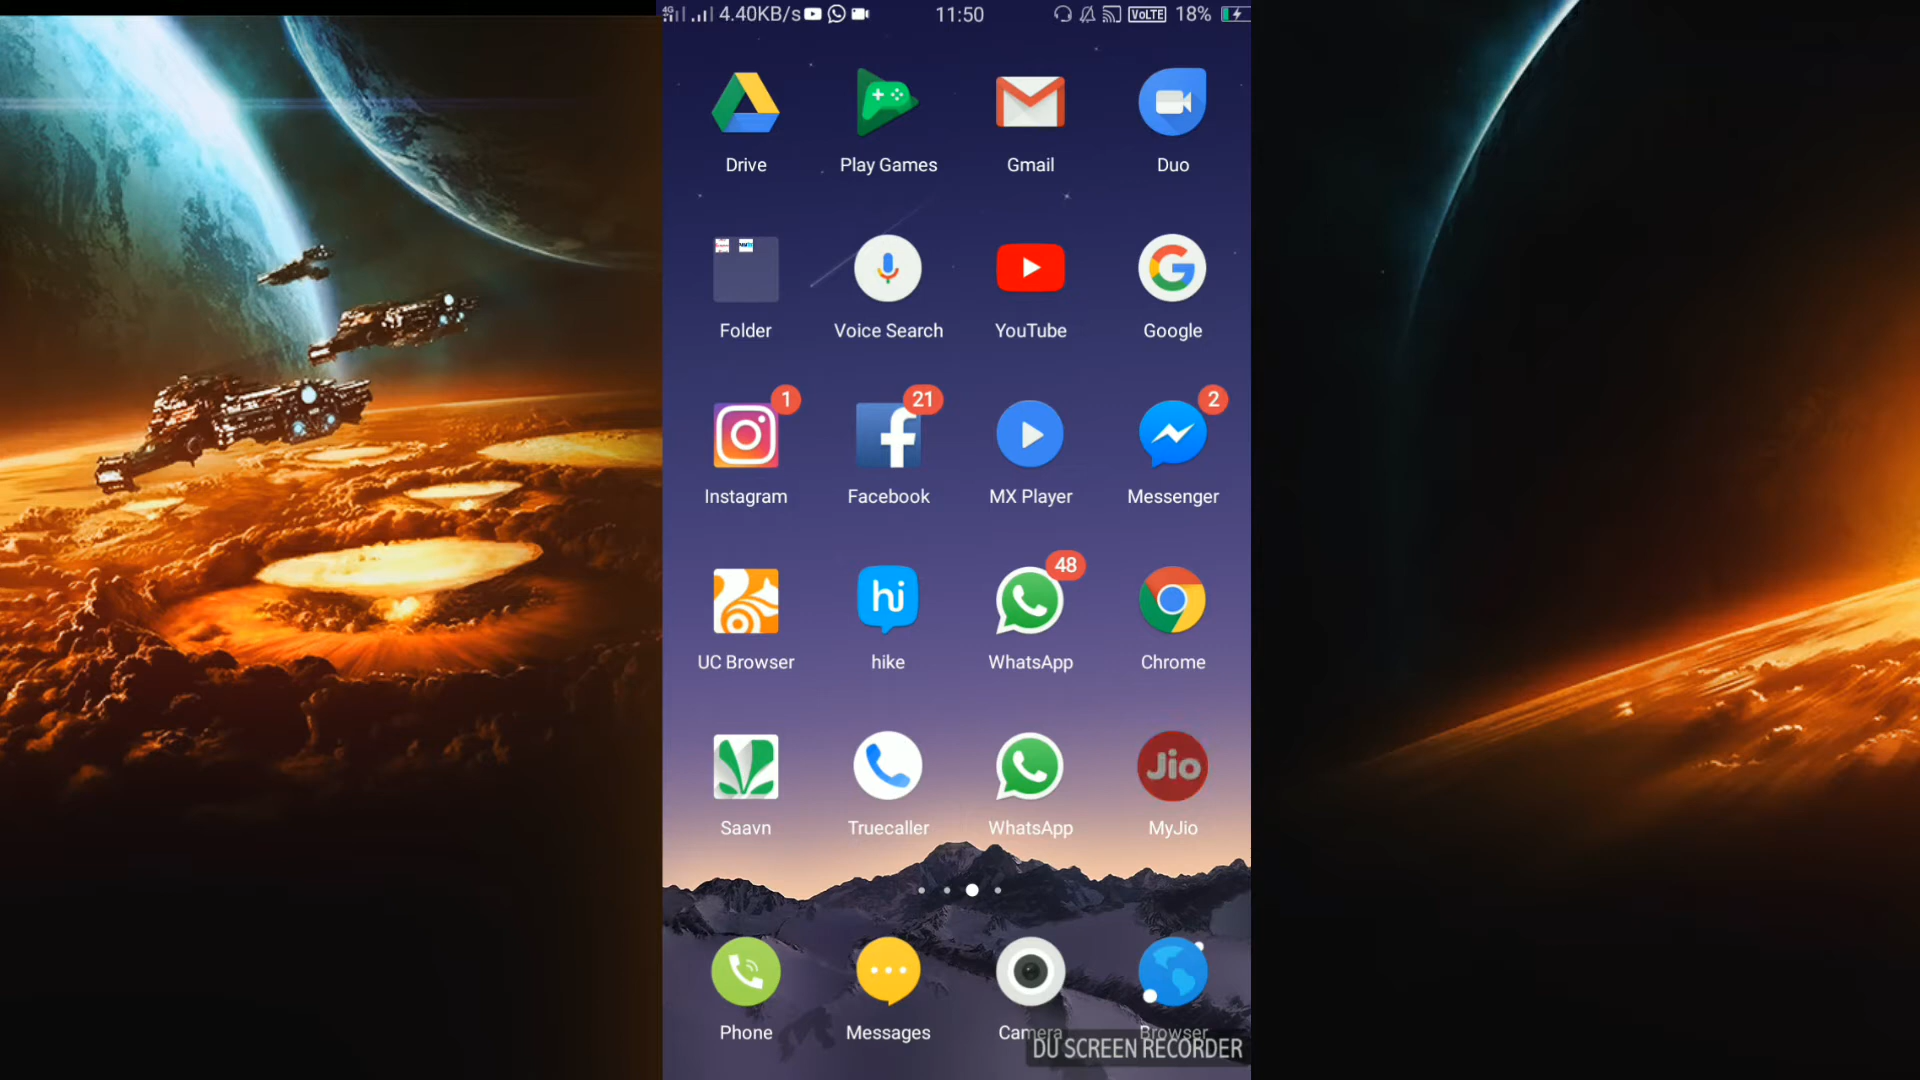 4G 4.40KB/s 11:50 VoLTE 18%
Drive Play Games Gmail Duo
Folder Voice Search YouTube Google
1 21 2
Instagram Facebook MX Player Messenger
hi 48
UC Browser hike WhatsApp Chrome
Jio
Saavn Truecaller WhatsApp MyJio
Phone Messages Camera Browser
DU SCREEN RECORDER